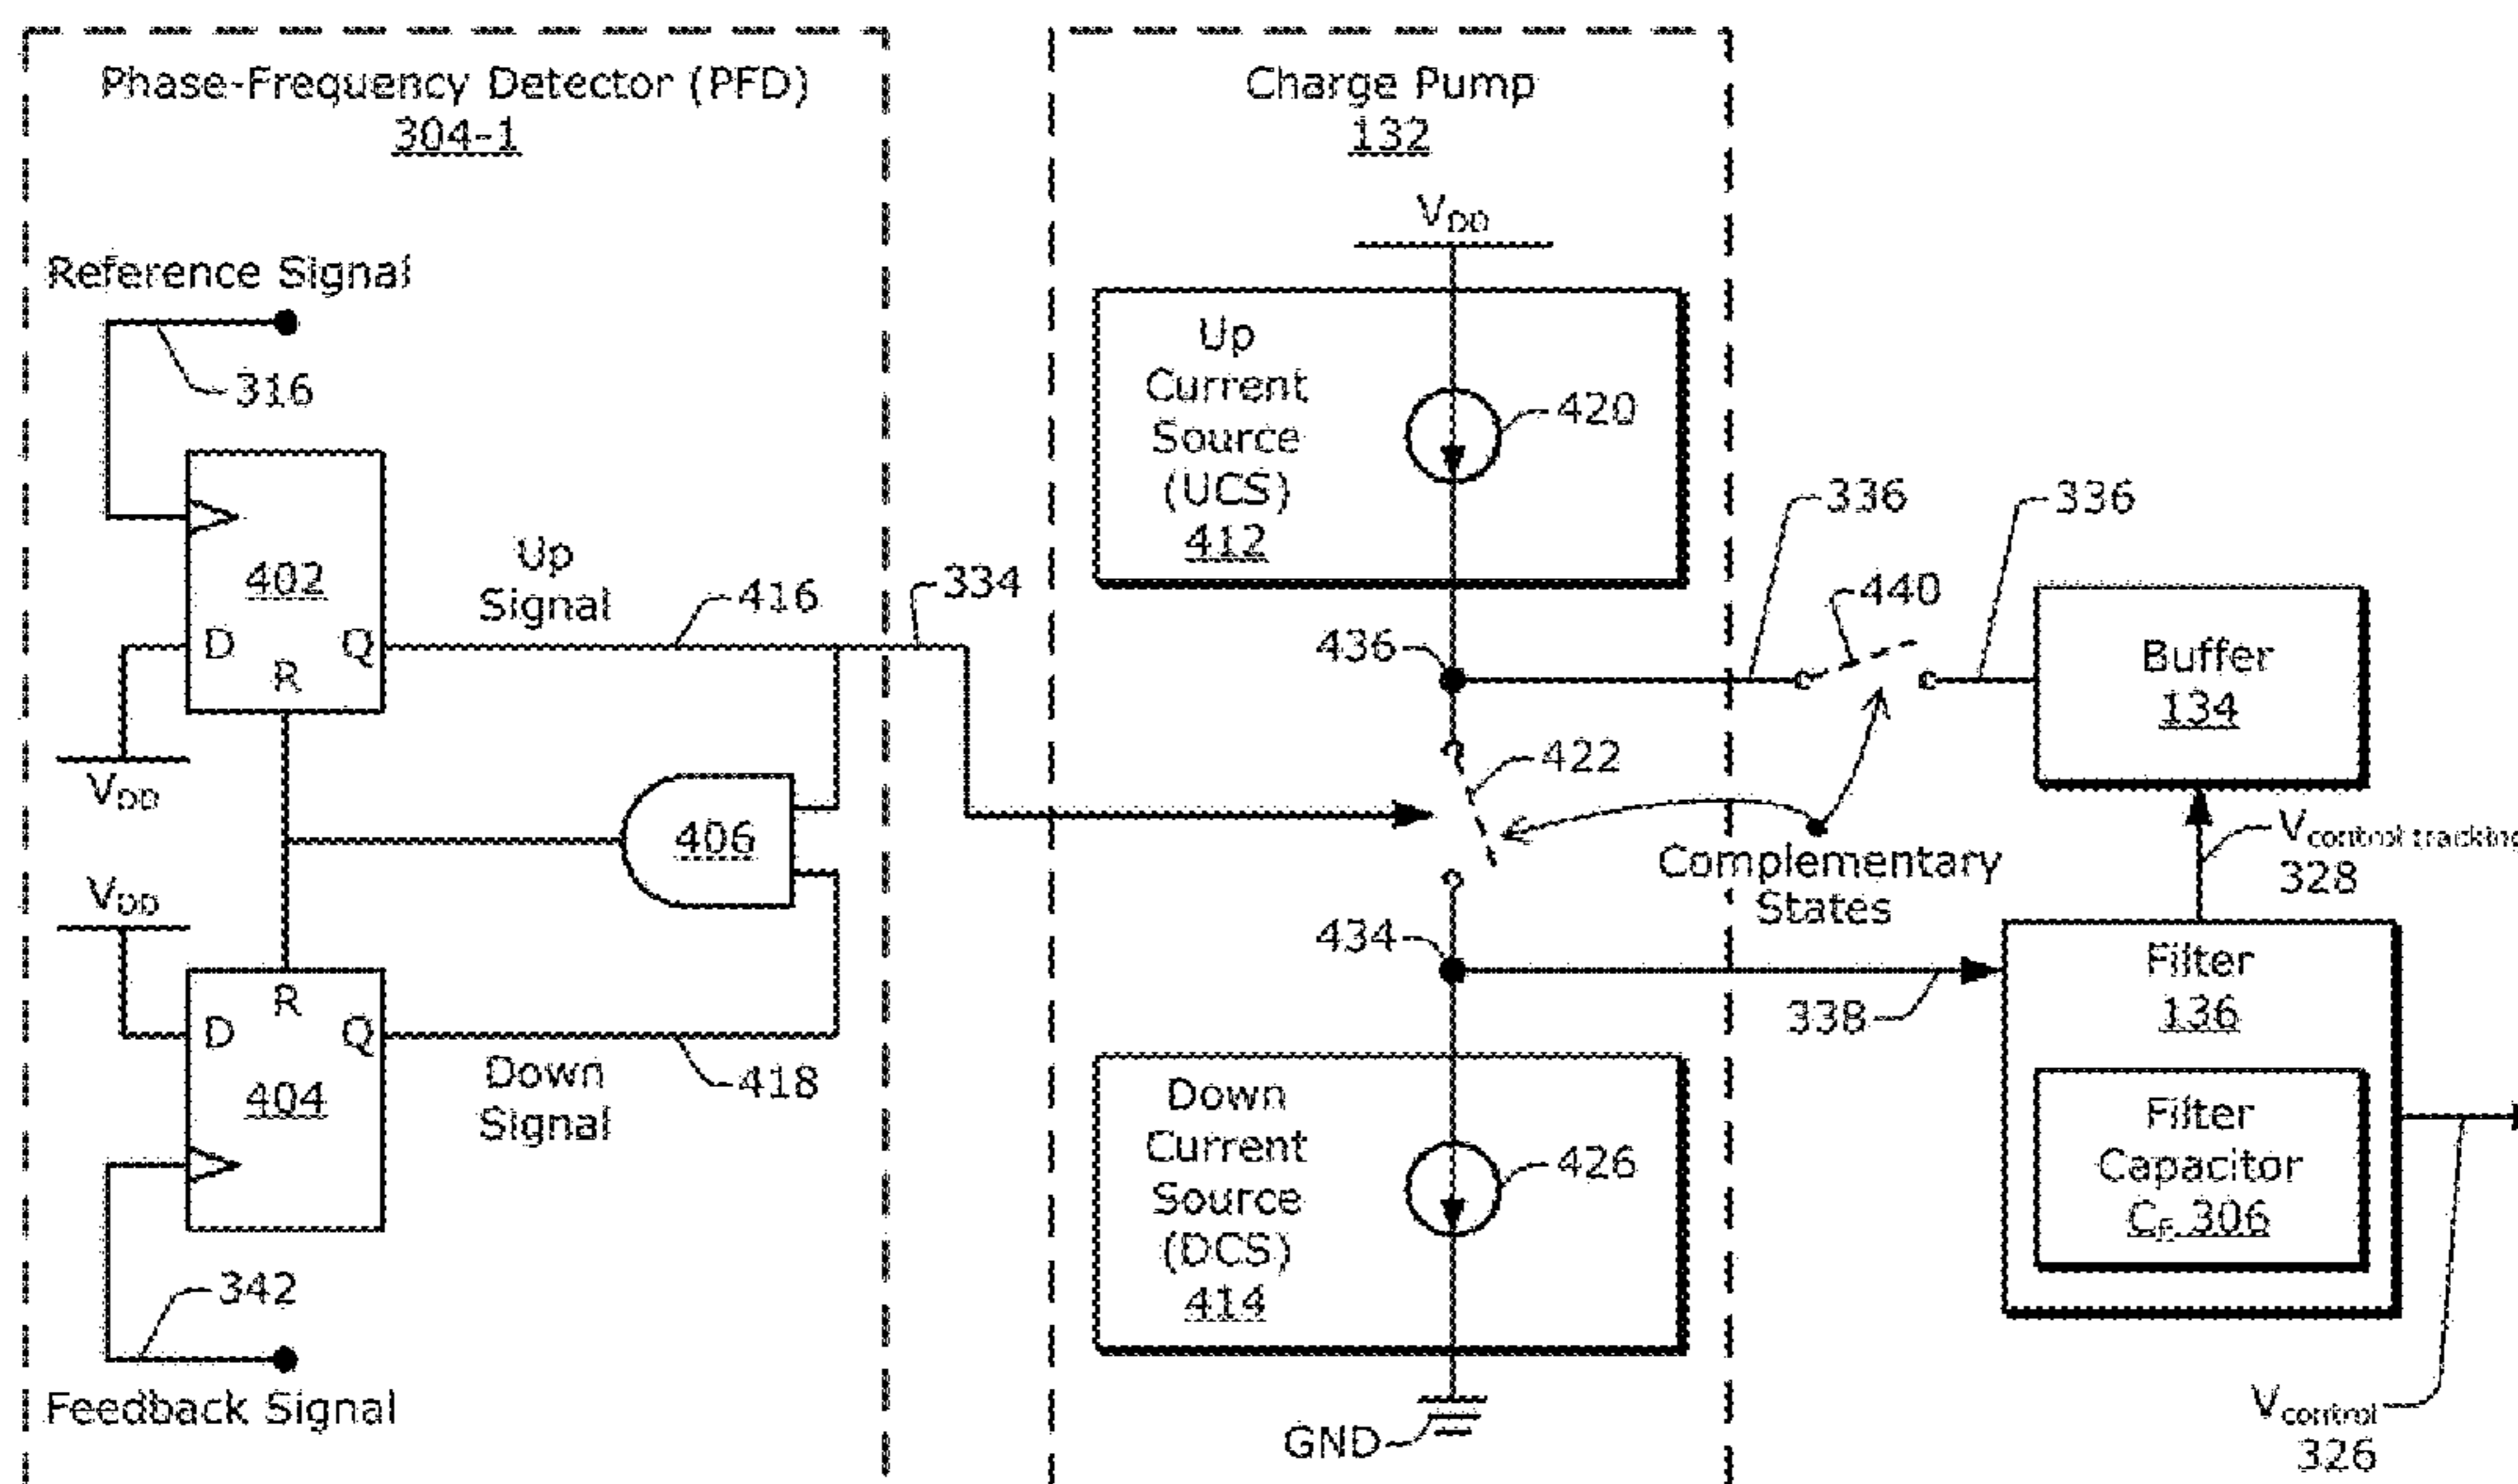 Phase-Frequency Detector (PFD)
304-1
Reference Signal
316
402
D
Q
R
VDD
Up
Signal
416
334
406
VDD
R
D
Q
404
Down
Signal
418
342
Feedback Signal
Charge Pump
132
VDD
Up
Current
Source
(UCS)
412
420
436
422
336
440
336
Buffer
134
Complementary
States
Vcontrol tracking
328
434
338
Filter
136
Filter
Capacitor
CF 306
Down
Current
Source
(DCS)
414
426
GND
Vcontrol
326